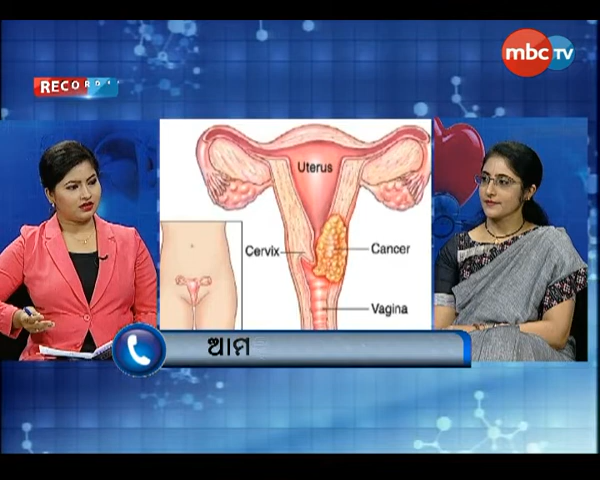 mbc TV
RECORD
Uterus
Cervix
Cancer
Vagina
ଆମ